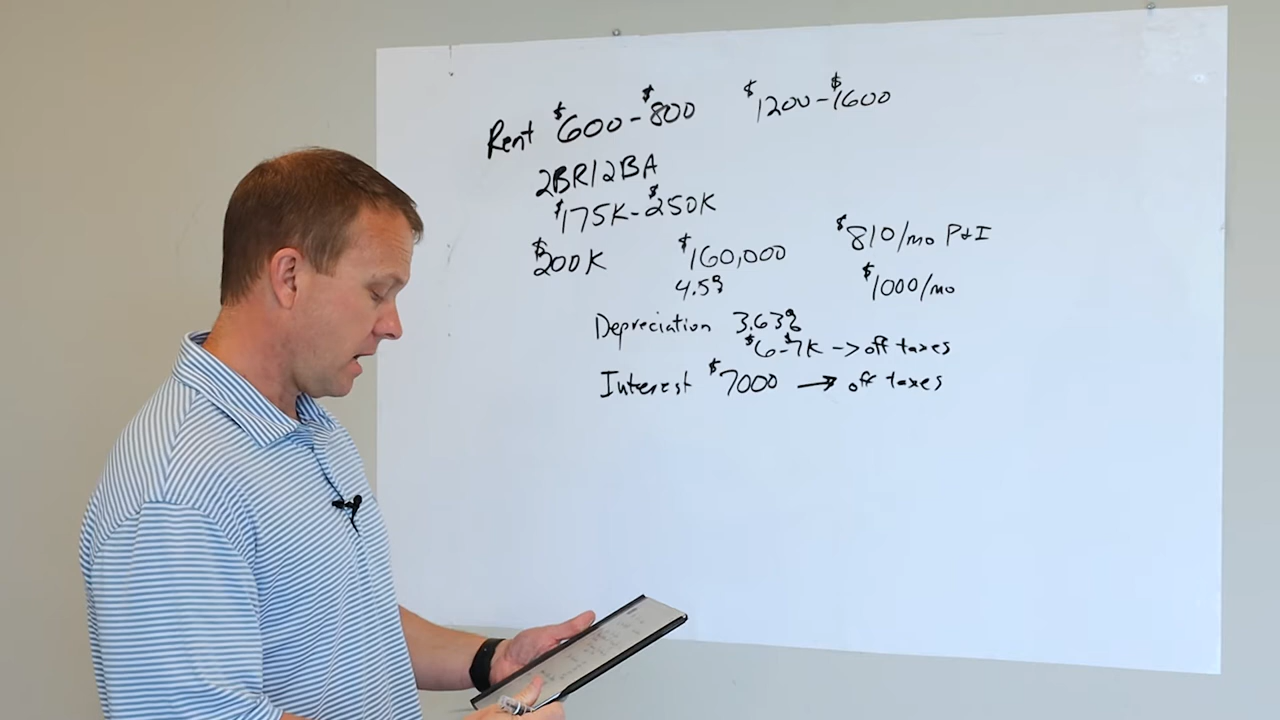 Rent $600-$800 $1200-$1600
2BR/2BA
$175K-$250K
$200K $160,000 $810/mo P&I
4.5% $1000/mo
Depreciation 3.63%
$6-$7K -> off taxes
Interest $7000 -> off taxes